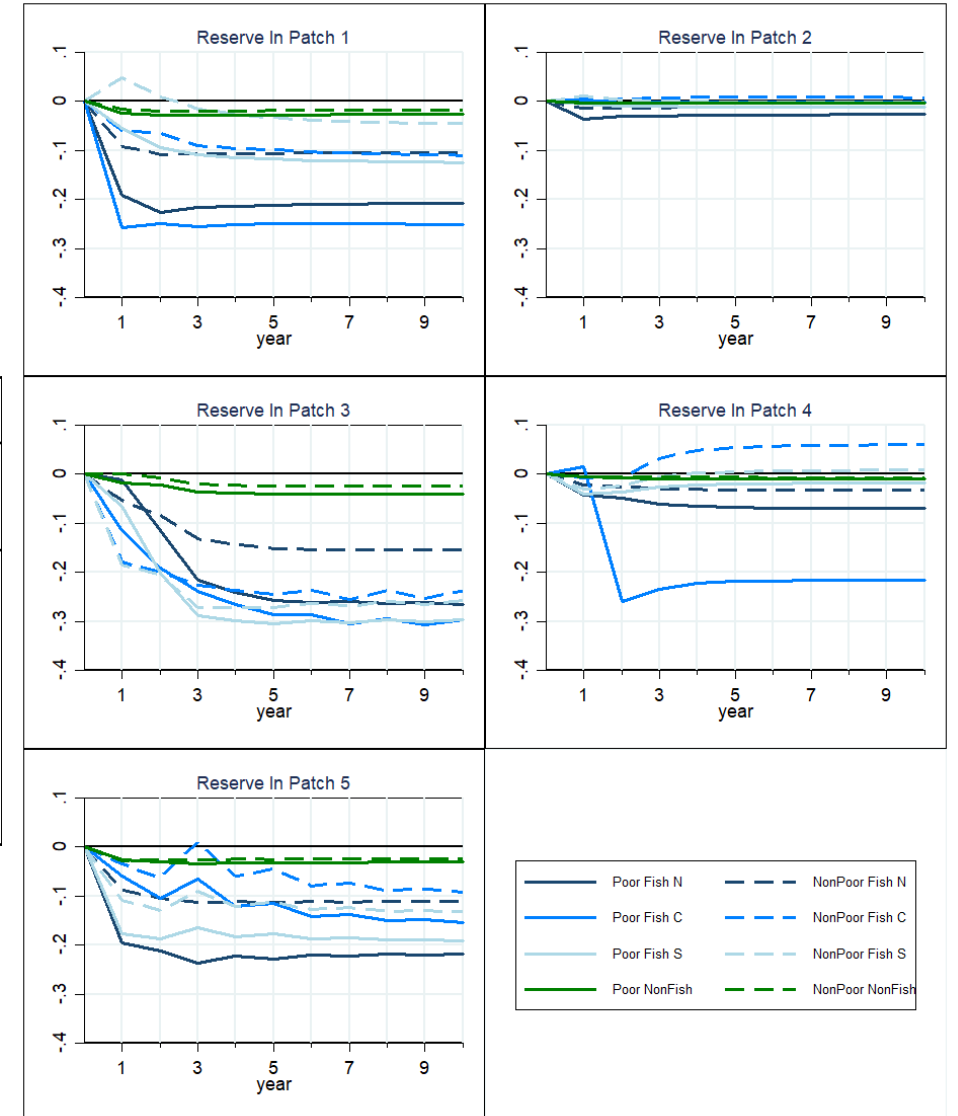 Reserve In Patch 1
.1
0
-.1
-.2
-.3
-.4
1 3 5 7 9
year
Reserve In Patch 2
.1
0
-.1
-.2
-.3
-.4
1 3 5 7 9
year
Reserve In Patch 3
.1
0
-.1
-.2
-.3
-.4
1 3 5 7 9
year
Reserve In Patch 4
.1
0
-.1
-.2
-.3
-.4
1 3 5 7 9
year
Reserve In Patch 5
.1
0
-.1
-.2
-.3
-.4
1 3 5 7 9
year
Poor Fish N NonPoor Fish N
Poor Fish C NonPoor Fish C
Poor Fish S NonPoor Fish S
Poor NonFish NonPoor NonFish